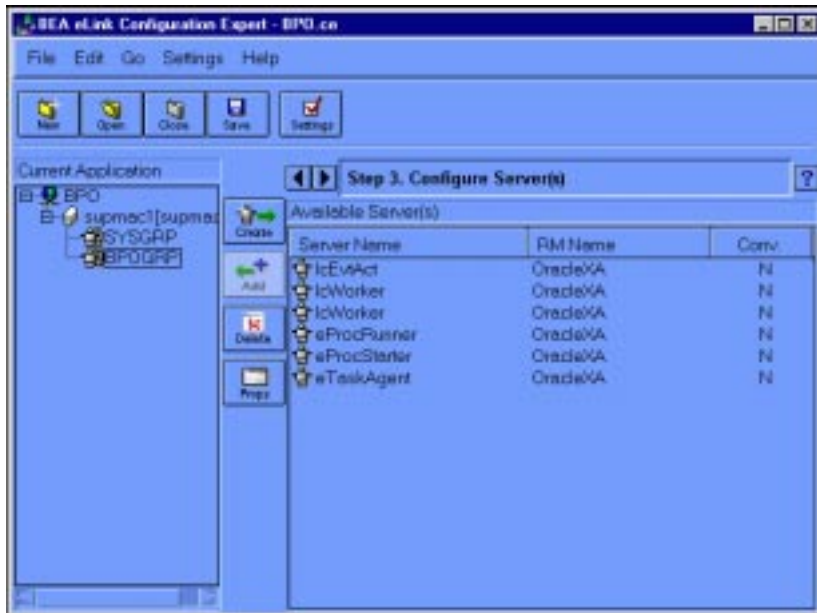 BEA eLink Configuration Expert - BPO.ce
File Edit Go Settings Help
New Open Close Save Settings
Current Application
Step 3. Configure Server(s)
?
BPO
supmac1[supmac
SYSGRP
BPOGRP
Create
Add
Delete
Props
Available Server(s)
Server Name RM Name Conv.
IcEvtAct OracleXA N
IcWorker OracleXA N
IcWorker OracleXA N
eProcRunner OracleXA N
eProcStarter OracleXA N
eTaskAgent OracleXA N